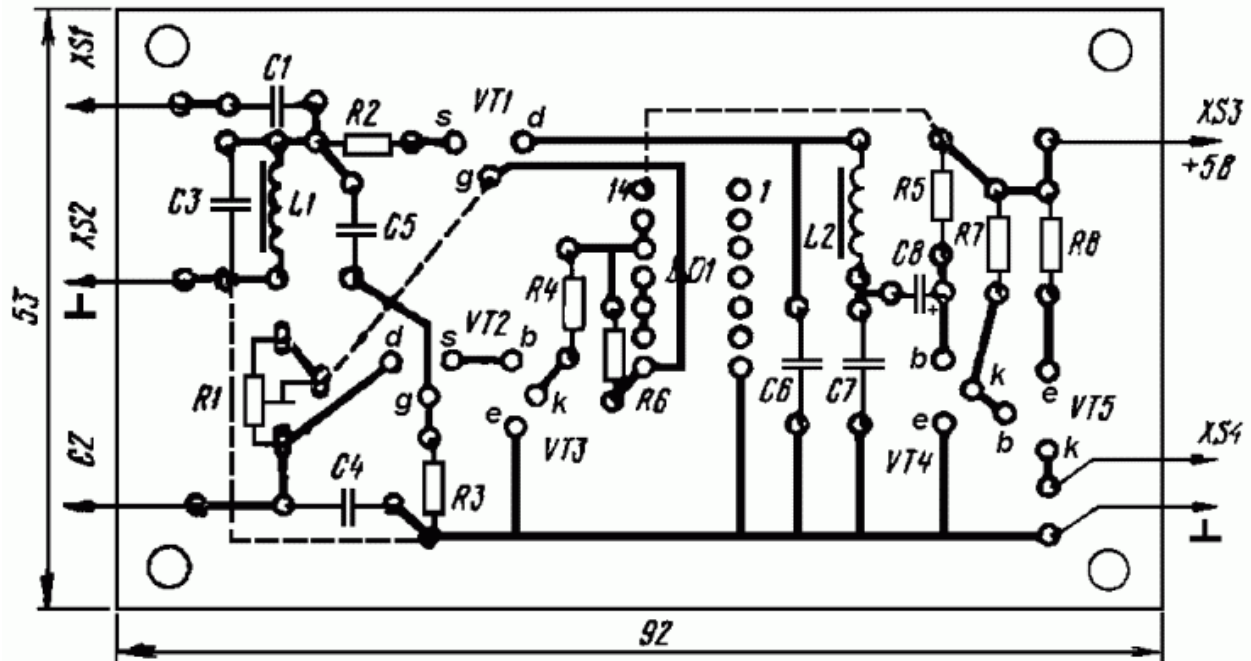 XS1
C1
R2
VT1
s
d
XS3
+5В
g
14
1
C3
L1
XS2
C5
R5
L2
R7
R8
C8
+
R4
DD1
53
d
s
VT2
b
R1
g
k
R6
C6
C7
b
k
e
VT5
e
VT3
e
VT4
b
k
XS4
C2
C4
R3
92